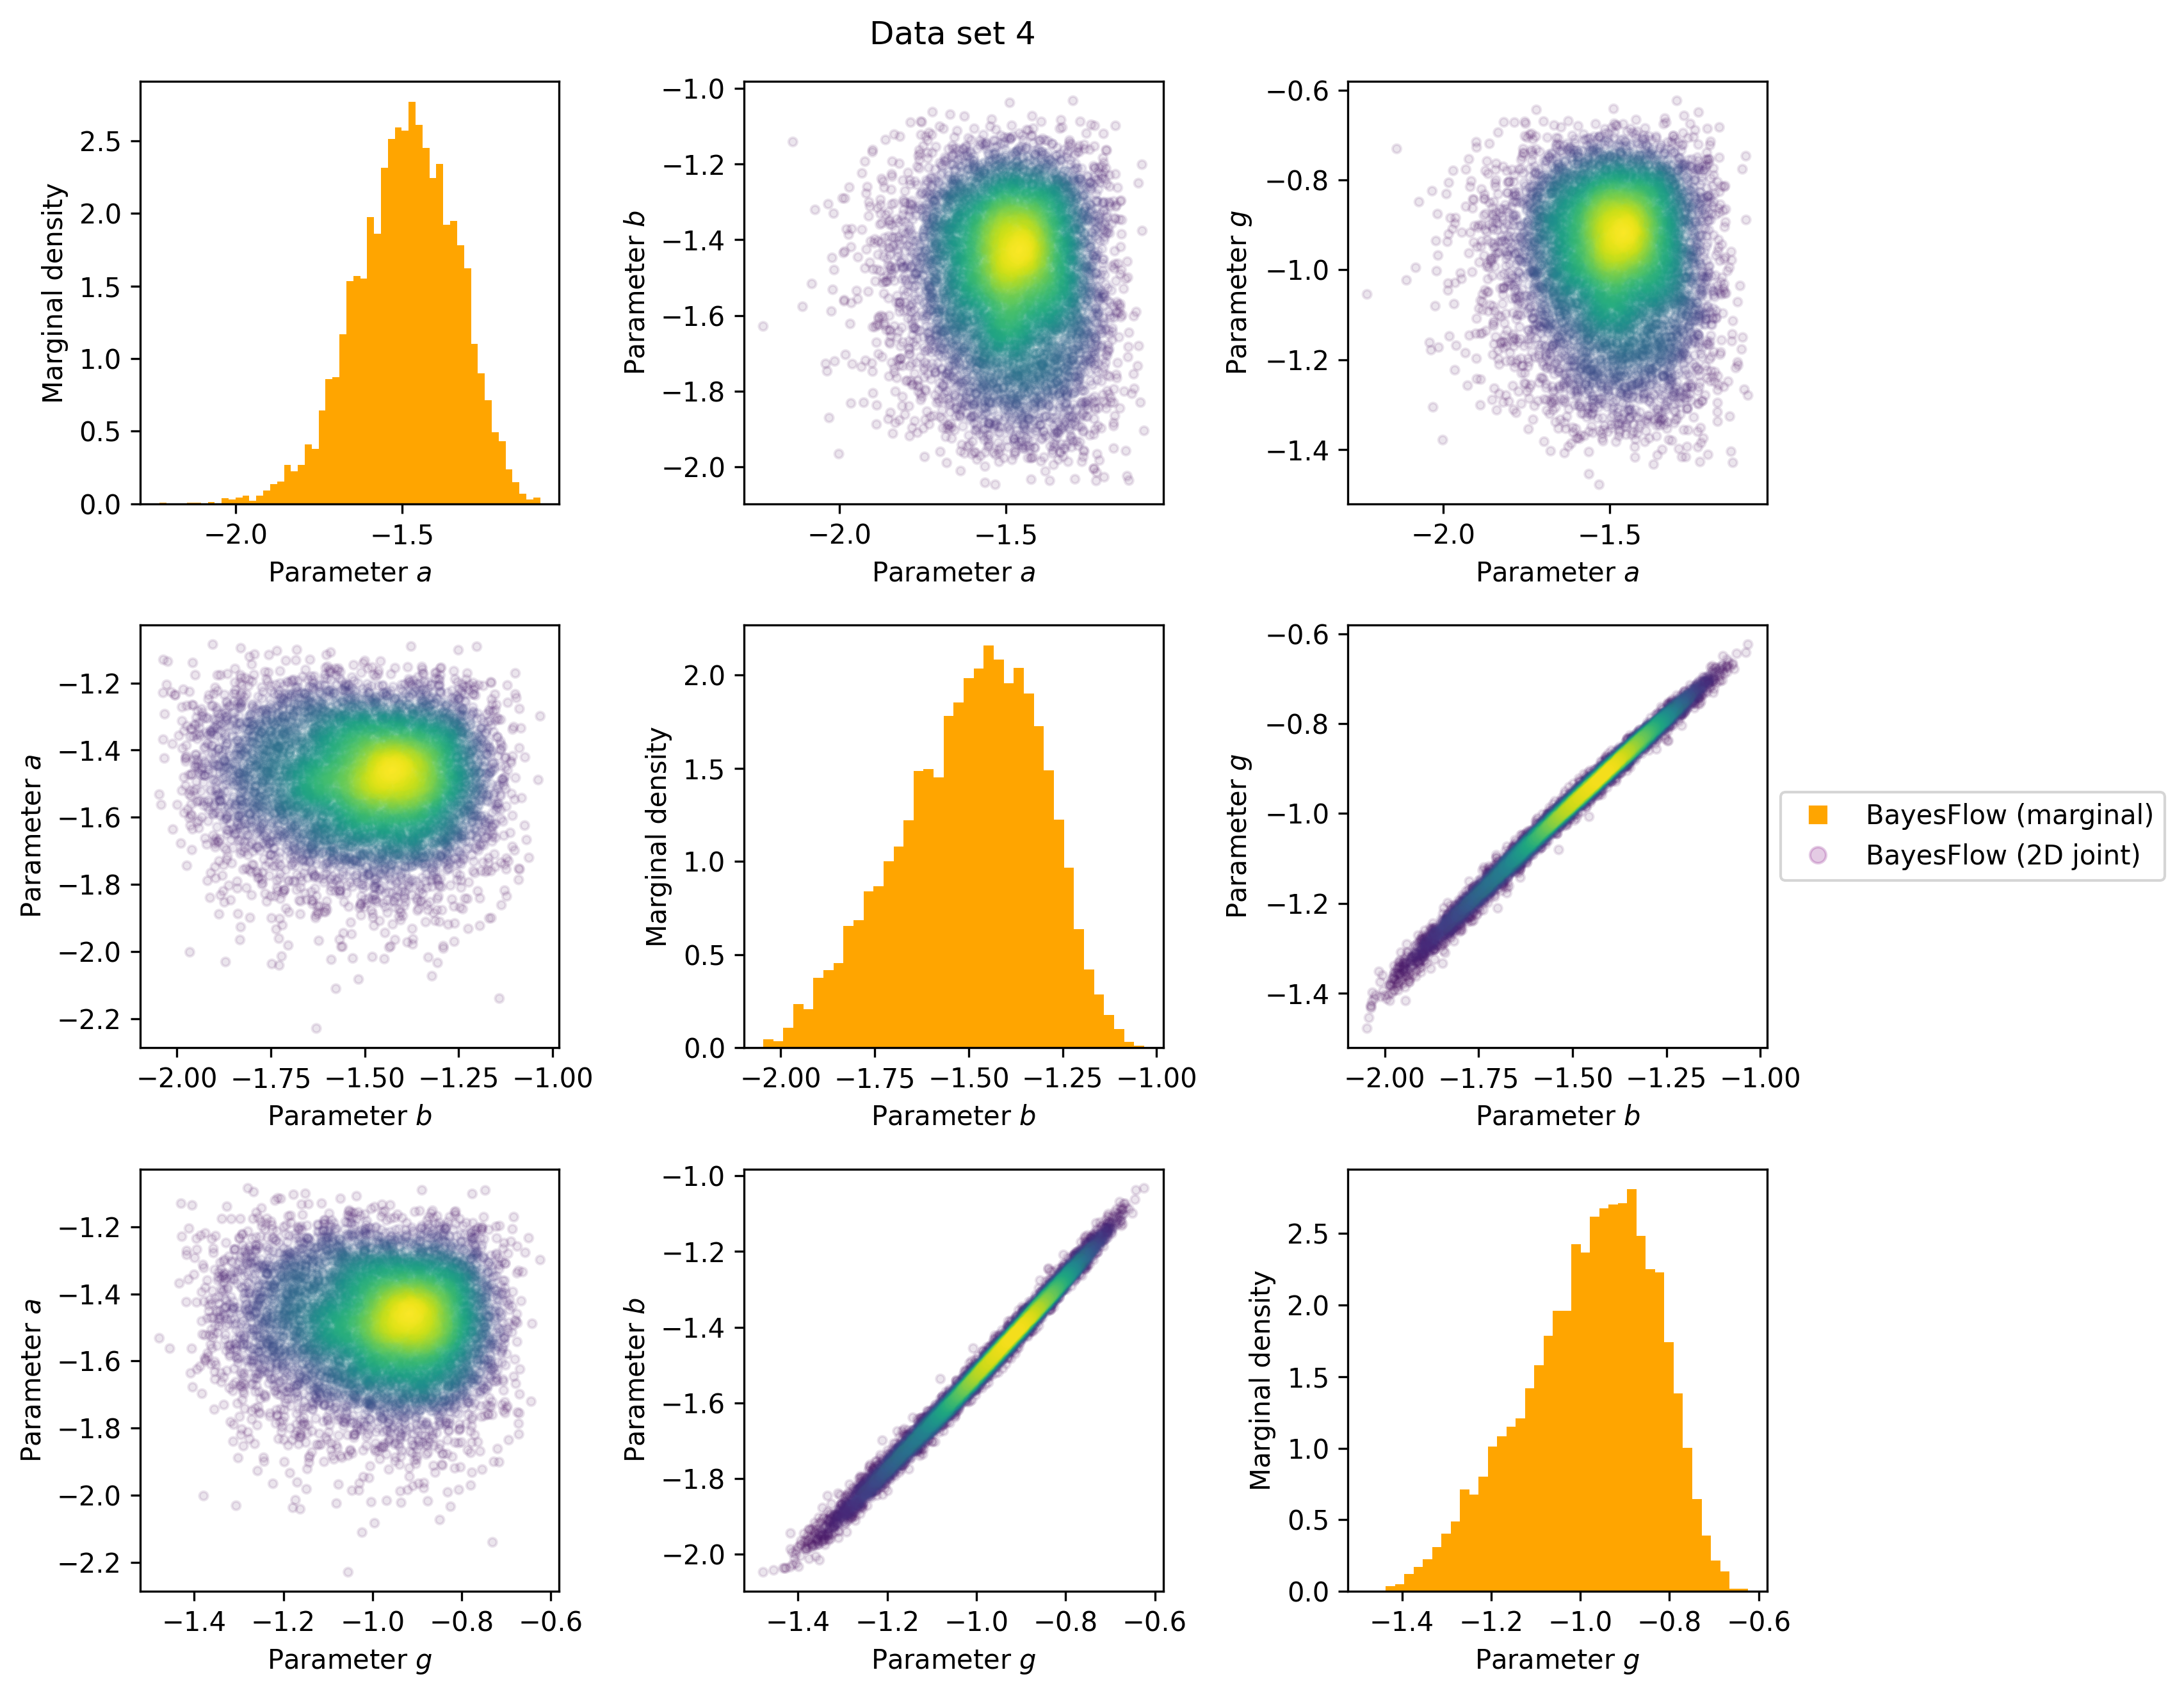 Data set 4
Marginal density
2.5
2.0
1.5
1.0
0.5
0.0
−2.0 −1.5
Parameter a
Parameter b
−1.0
−1.2
−1.4
−1.6
−1.8
−2.0
−2.0 −1.5
Parameter a
Parameter g
−0.6
−0.8
−1.0
−1.2
−1.4
−2.0 −1.5
Parameter a
Parameter a
−1.2
−1.4
−1.6
−1.8
−2.0
−2.2
−2.00 −1.75 −1.50 −1.25 −1.00
Parameter b
Marginal density
2.0
1.5
1.0
0.5
0.0
−2.00 −1.75 −1.50 −1.25 −1.00
Parameter b
Parameter g
−0.6
−0.8
−1.0
−1.2
−1.4
−2.00 −1.75 −1.50 −1.25 −1.00
Parameter b
BayesFlow (marginal)
BayesFlow (2D joint)
Parameter a
−1.2
−1.4
−1.6
−1.8
−2.0
−2.2
−1.4 −1.2 −1.0 −0.8 −0.6
Parameter g
Parameter b
−1.0
−1.2
−1.4
−1.6
−1.8
−2.0
−1.4 −1.2 −1.0 −0.8 −0.6
Parameter g
Marginal density
2.5
2.0
1.5
1.0
0.5
0.0
−1.4 −1.2 −1.0 −0.8 −0.6
Parameter g